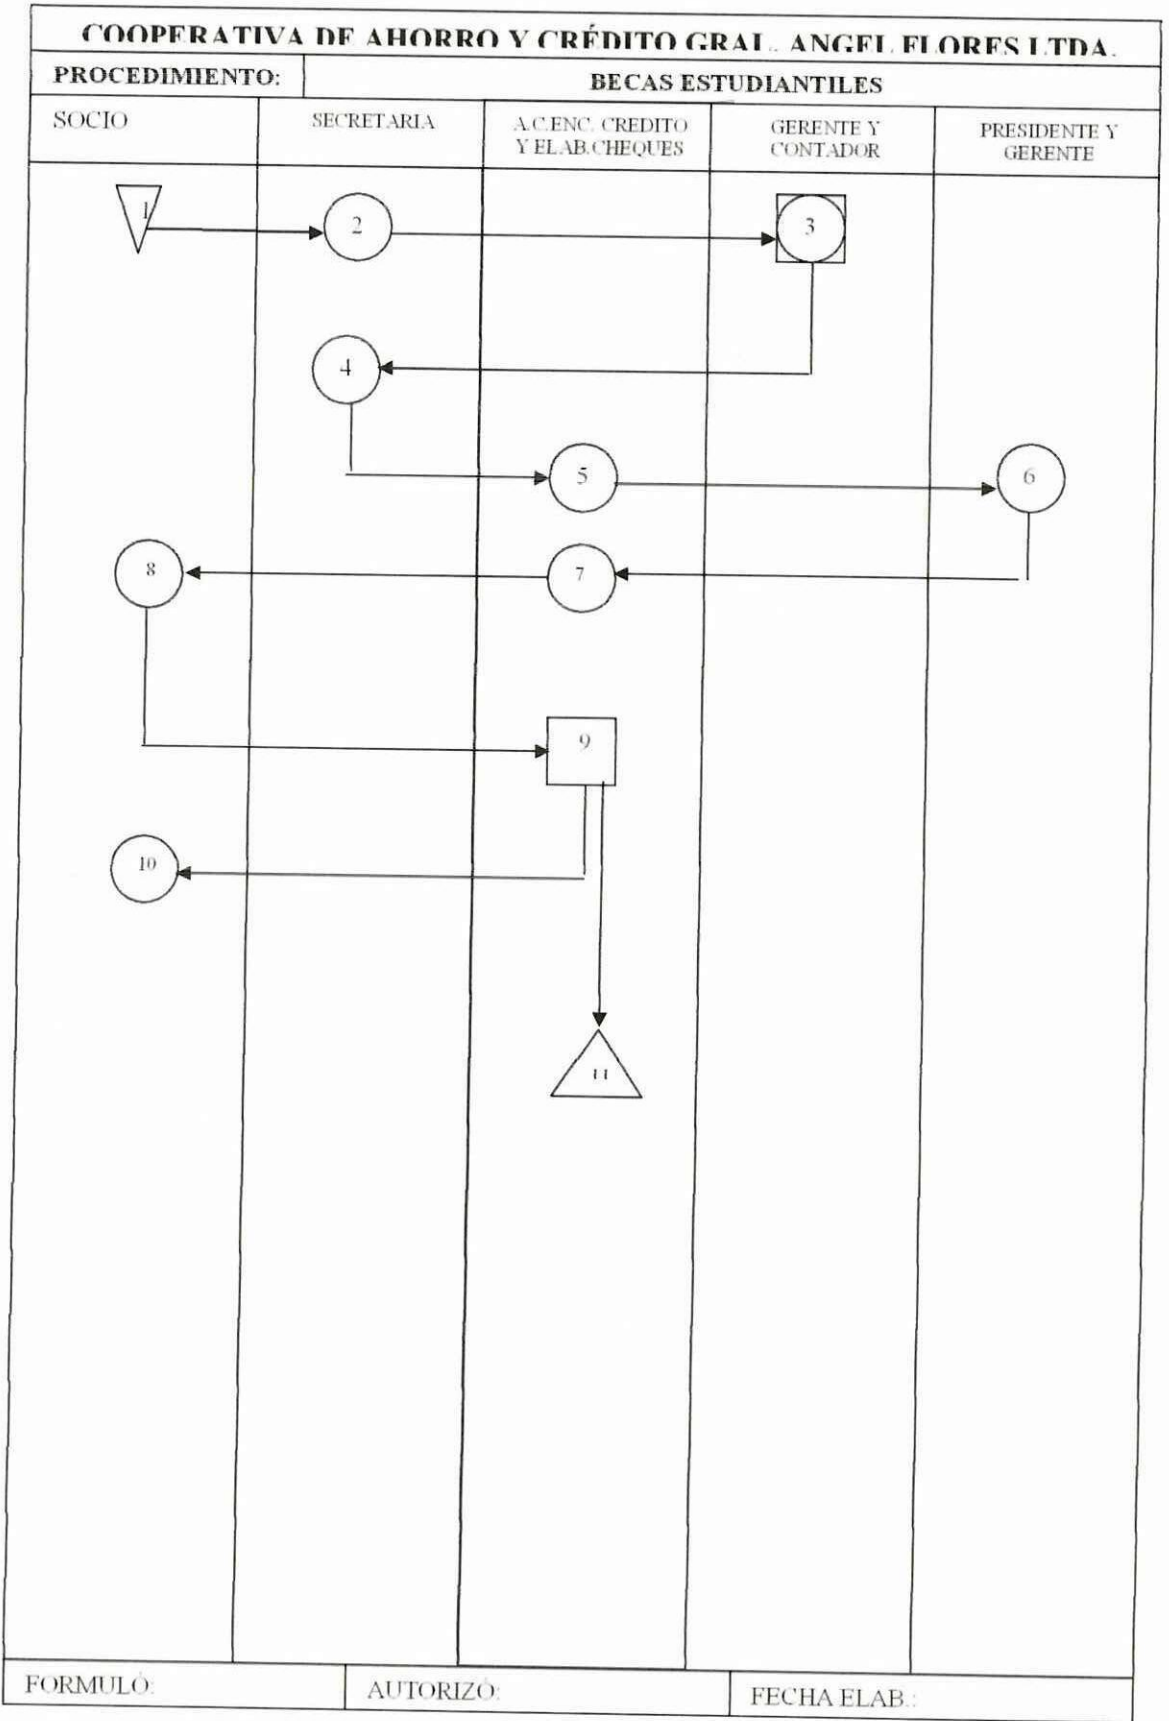 COOPERATIVA DE AHORRO Y CRÉDITO GRAL. ANGEL FLORES LTDA.
PROCEDIMIENTO: BECAS ESTUDIANTILES
SOCIO
SECRETARIA
A.C.ENC. CREDITO
Y ELAB.CHEQUES
GERENTE Y
CONTADOR
PRESIDENTE Y
GERENTE
1
2
3
4
5
6
8
7
9
10
11
FORMULÓ:
AUTORIZÓ:
FECHA ELAB.: